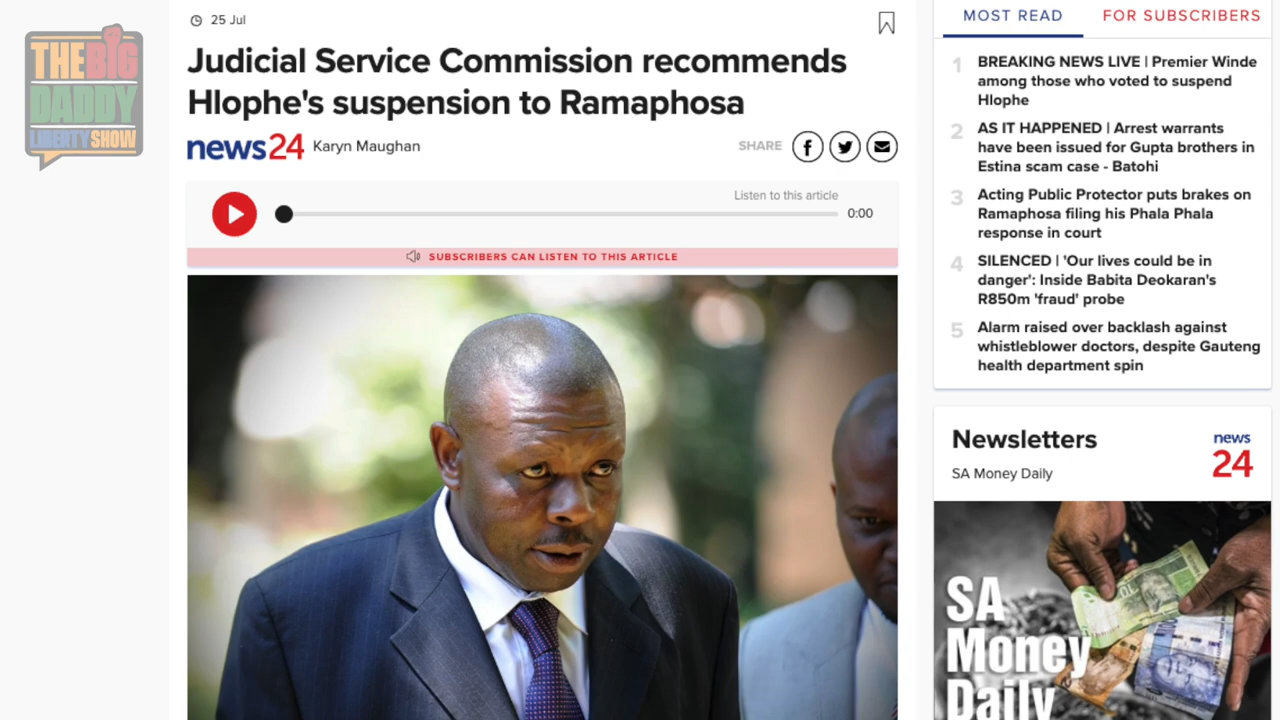 THE BIG
DADDY
LIBERTY SHOW
25 Jul
Judicial Service Commission recommends
Hlophe's suspension to Ramaphosa
news24 Karyn Maughan
SHARE
Listen to this article
0:00
SUBSCRIBERS CAN LISTEN TO THIS ARTICLE
MOST READ FOR SUBSCRIBERS
1 BREAKING NEWS LIVE | Premier Winde
among those who voted to suspend
Hlophe
2 AS IT HAPPENED | Arrest warrants
have been issued for Gupta brothers in
Estina scam case - Batohi
3 Acting Public Protector puts brakes on
Ramaphosa filing his Phala Phala
response in court
4 SILENCED | 'Our lives could be in
danger': Inside Babita Deokaran's
R850m 'fraud' probe
5 Alarm raised over backlash against
whistleblower doctors, despite Gauteng
health department spin
Newsletters
SA Money Daily
news
24
SA
Money
Daily